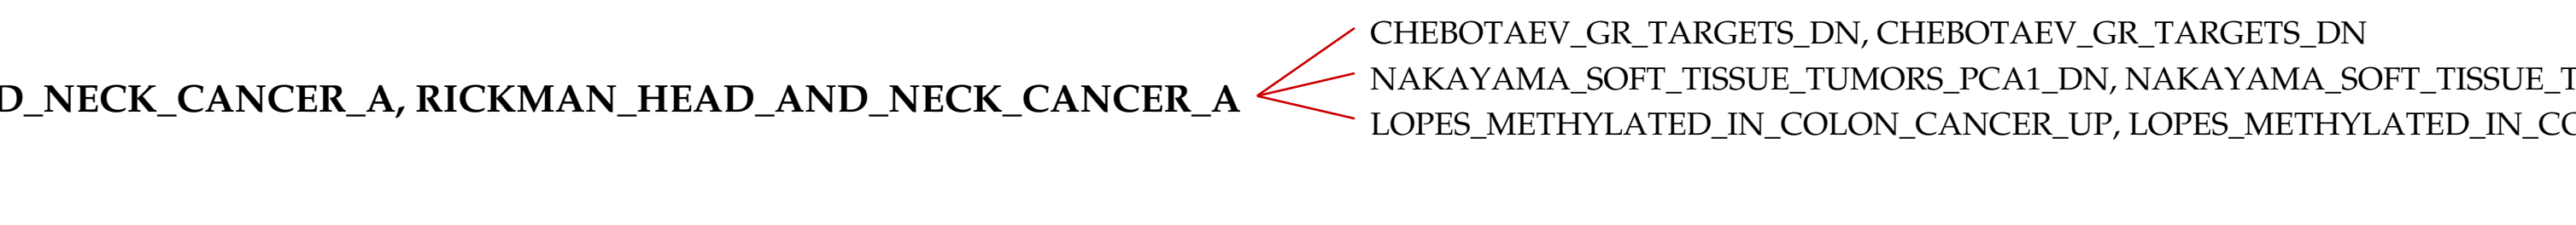 CHEBOTAEV_GR_TARGETS_DN, CHEBOTAEV_GR_TARGETS_DN
NAKAYAMA_SOFT_TISSUE_TUMORS_PCA1_DN, NAKAYAMA_SOFT_TISSUE_T
D_NECK_CANCER_A, RICKMAN_HEAD_AND_NECK_CANCER_A
LOPES_METHYLATED_IN_COLON_CANCER_UP, LOPES_METHYLATED_IN_CO